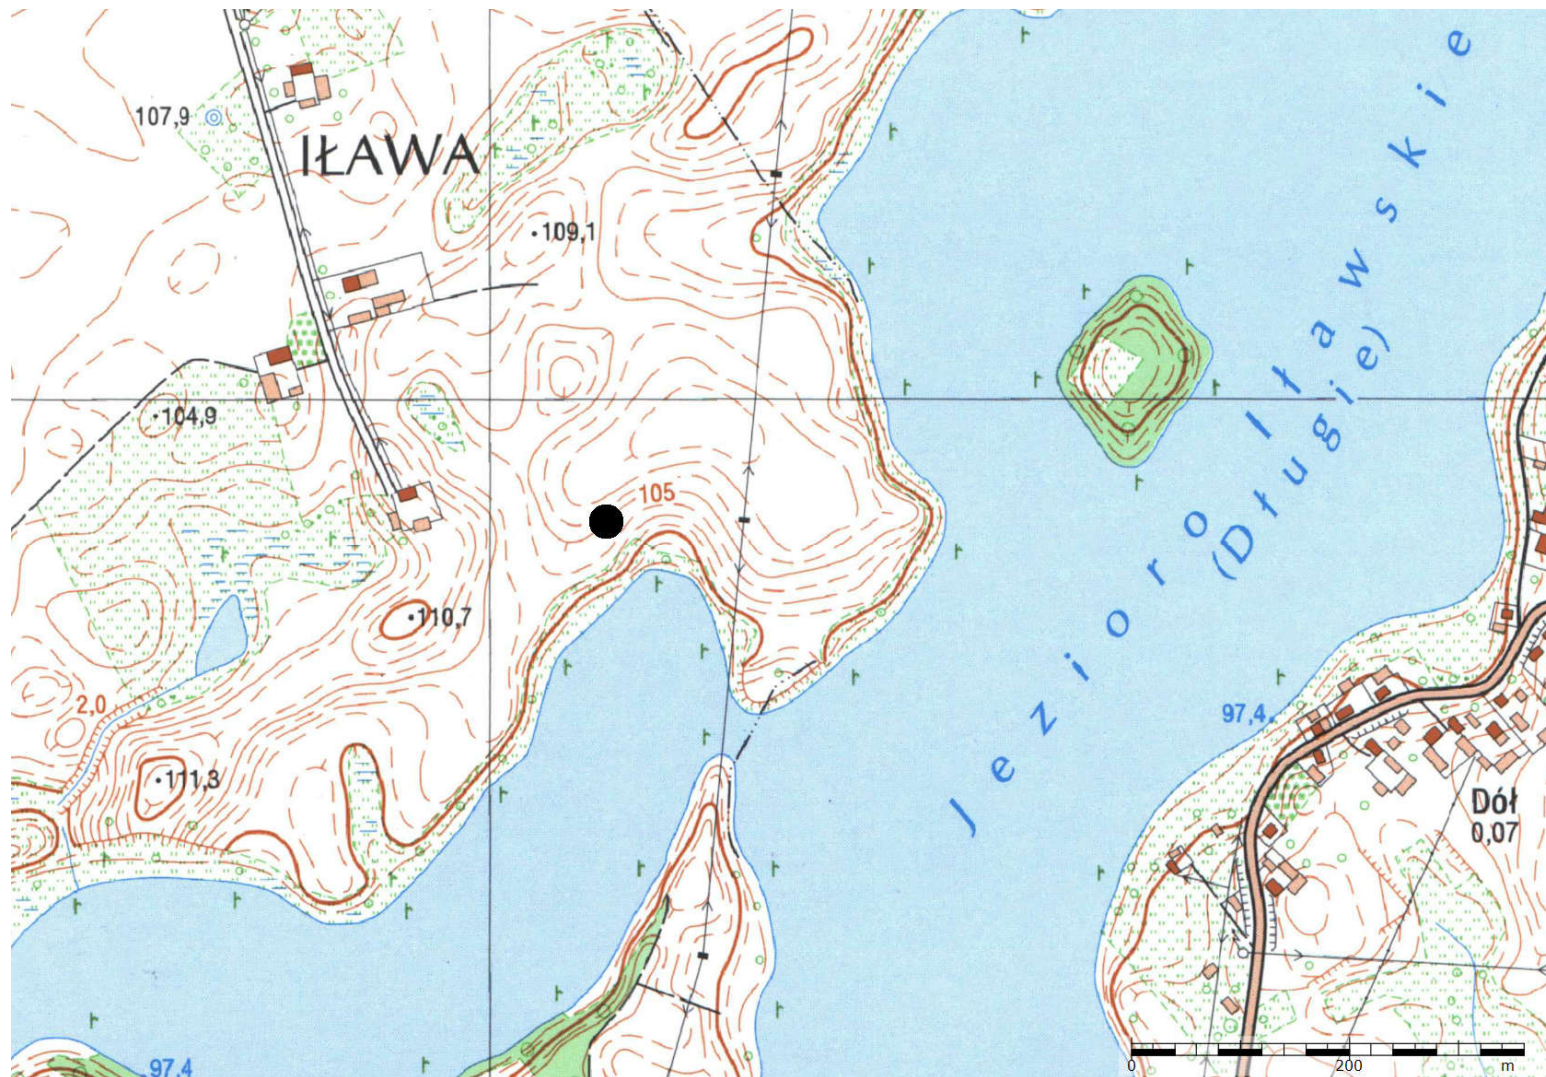 107,9
IŁAWA
109,1
104,9
105
110,7
2,0
111,3
Jezioro Iławskie
(Długie)
97,4
Dół
0,07
97,4
0 200 m